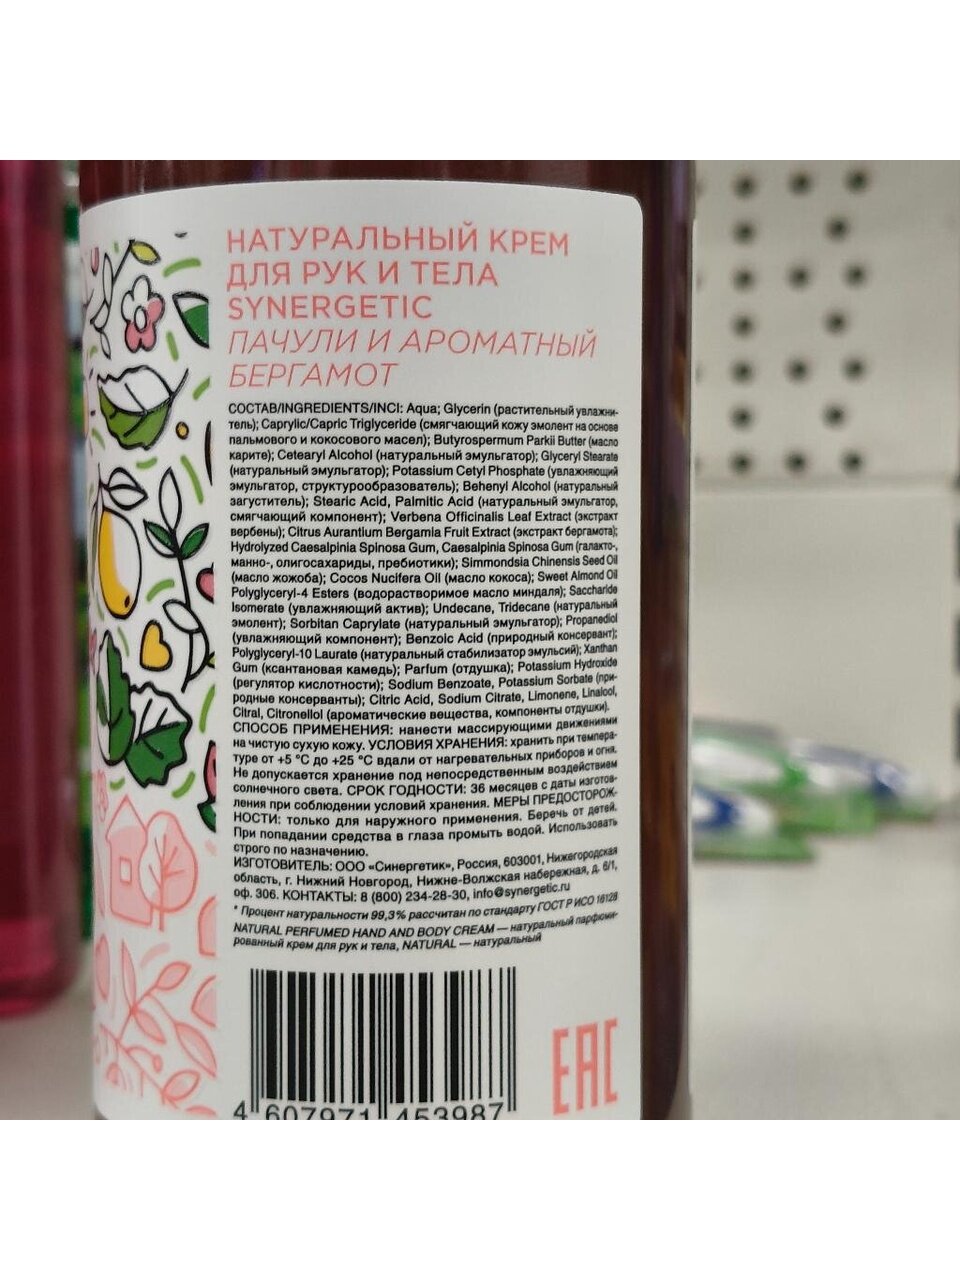 НАТУРАЛЬНЫЙ КРЕМ
ДЛЯ РУК И ТЕЛА
SYNERGETIC
ПАЧУЛИ И АРОМАТНЫЙ
БЕРГАМОТ
СОСТАВ/INGREDIENTS/INCI: Aqua; Glycerin (растительный увлажни-
тель); Caprylic/Capric Triglyceride (смягчающий кожу эмолент на основе
пальмового и кокосового масел); Butyrospermum Parkii Butter (масло
карите); Cetearyl Alcohol (натуральный эмульгатор); Glyceryl Stearate
(натуральный эмульгатор); Potassium Cetyl Phosphate (увлажняющий
эмульгатор, структурообразователь); Behenyl Alcohol (натуральный
загуститель); Stearic Acid, Palmitic Acid (натуральный эмульгатор,
смягчающий компонент); Verbena Officinalis Leaf Extract (экстракт
вербены); Citrus Aurantium Bergamia Fruit Extract (экстракт бергамота);
Hydrolyzed Caesalpinia Spinosa Gum, Caesalpinia Spinosa Gum (галакто-,
манно-, олигосахариды, пребиотики); Simmondsia Chinensis Seed Oil
(масло жожоба); Cocos Nucifera Oil (масло кокоса); Sweet Almond Oil
Polyglyceryl-4 Esters (водорастворимое масло миндаля); Saccharide
Isomerate (увлажняющий актив); Undecane, Tridecane (натуральный
эмолент); Sorbitan Caprylate (натуральный эмульгатор); Propanediol
(увлажняющий компонент); Benzoic Acid (природный консервант);
Polyglyceryl-10 Laurate (натуральный стабилизатор эмульсий); Xanthan
Gum (ксантановая камедь); Parfum (отдушка); Potassium Hydroxide
(регулятор кислотности); Sodium Benzoate, Potassium Sorbate (при-
родные консерванты); Citric Acid, Sodium Citrate, Limonene, Linalool,
Citral, Citronellol (ароматические вещества, компоненты отдушки).
СПОСОБ ПРИМЕНЕНИЯ: нанести массирующими движениями
на чистую сухую кожу. УСЛОВИЯ ХРАНЕНИЯ: хранить при темпера-
туре от +5 °C до +25 °C вдали от нагревательных приборов и огня.
Не допускается хранение под непосредственным воздействием
солнечного света. СРОК ГОДНОСТИ: 36 месяцев с даты изготов-
ления при соблюдении условий хранения. МЕРЫ ПРЕДОСТОРОЖ-
НОСТИ: только для наружного применения. Беречь от детей.
При попадании средства в глаза промыть водой. Использовать
строго по назначению.
ИЗГОТОВИТЕЛЬ: ООО «Синергетик», Россия, 603001, Нижегородская
область, г. Нижний Новгород, Нижне-Волжская набережная, д. 6/1,
оф. 306. КОНТАКТЫ: 8 (800) 234-28-30, info@synergetic.ru
* Процент натуральности 99,3% рассчитан по стандарту ГОСТ Р ИСО 16128
NATURAL PERFUMED HAND AND BODY CREAM — натуральный парфюми-
рованный крем для рук и тела, NATURAL — натуральный
EAC
4 607971 453987